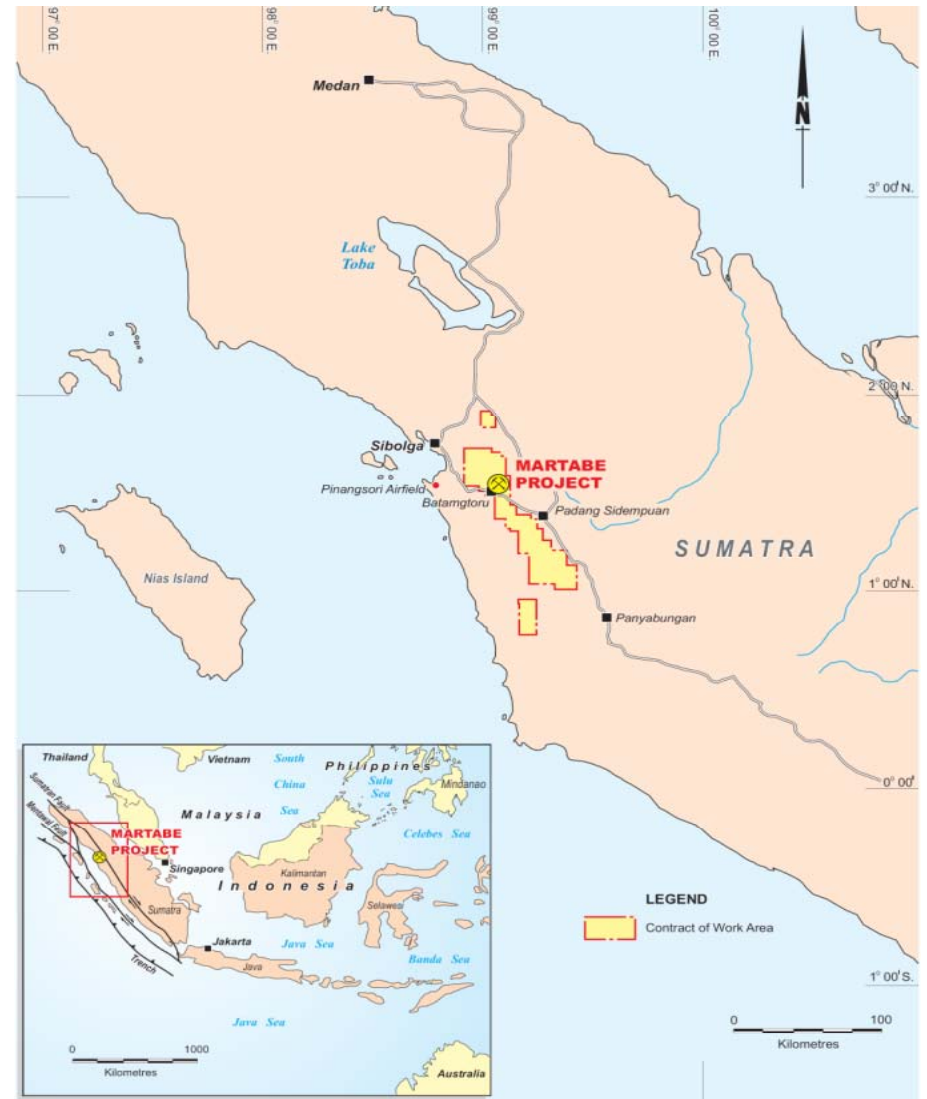 97° 00' E.
98° 00' E.
99° 00' E.
100° 00' E.
Medan
N
3° 00' N.
Lake
Toba
2° 00' N.
Sibolga
MARTABE
PROJECT
Pinangsori Airfield
Batamgtoru
Padang Sidempuan
SUMATRA
Nias Island
1° 00' N.
Panyabungan
0° 00'
Thailand
Vietnam
South
China
Sea
Philippines
Sulu
Sea
Mindanao
Sumatran Fault
Mentawai Fault
Malaysia
MARTABE
PROJECT
Celebes Sea
Singapore
Kalimantan
Indonesia
Sumatra
Selawesi
Jakarta
Java Sea
Banda Sea
Java
Trench
Java Sea
0 1000
Kilometres
Australia
LEGEND
Contract of Work Area
1° 00' S.
0 100
Kilometres